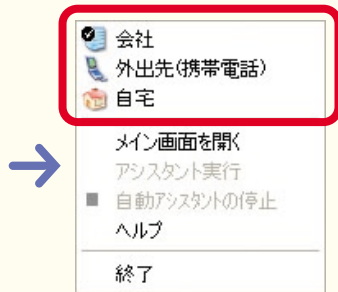 会社
外出先(携帯電話)
自宅
メイン画面を開く
アシスタント実行
自動アシスタントの停止
ヘルプ
終了